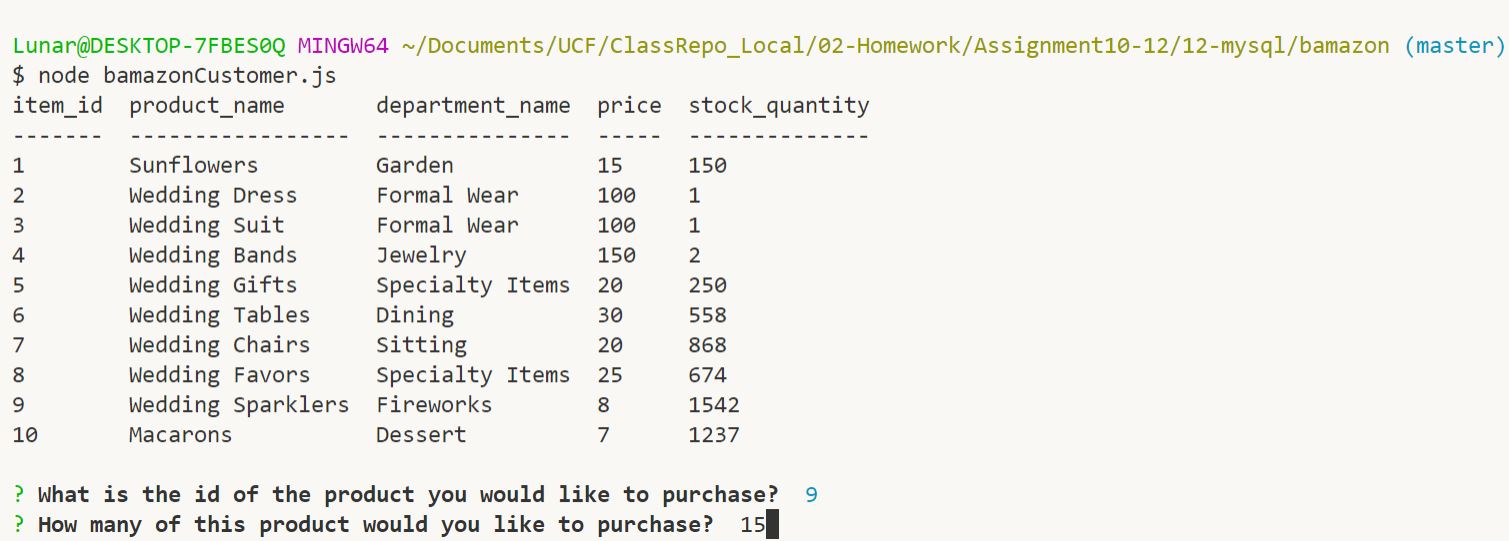 Lunar@DESKTOP-7FBES0Q MINGW64 ~/Documents/UCF/ClassRepo_Local/02-Homework/Assignment10-12/12-mysql/bamazon (master)
$ node bamazonCustomer.js
item_id  product_name       department_name  price  stock_quantity
-------  -----------------  ---------------  -----  --------------
1        Sunflowers         Garden           15     150
2        Wedding Dress      Formal Wear      100    1
3        Wedding Suit       Formal Wear      100    1
4        Wedding Bands      Jewelry          150    2
5        Wedding Gifts      Specialty Items  20     250
6        Wedding Tables     Dining           30     558
7        Wedding Chairs     Sitting          20     868
8        Wedding Favors     Specialty Items  25     674
9        Wedding Sparklers  Fireworks        8      1542
10       Macarons           Dessert          7      1237
? What is the id of the product you would like to purchase?  9
? How many of this product would you like to purchase?  15